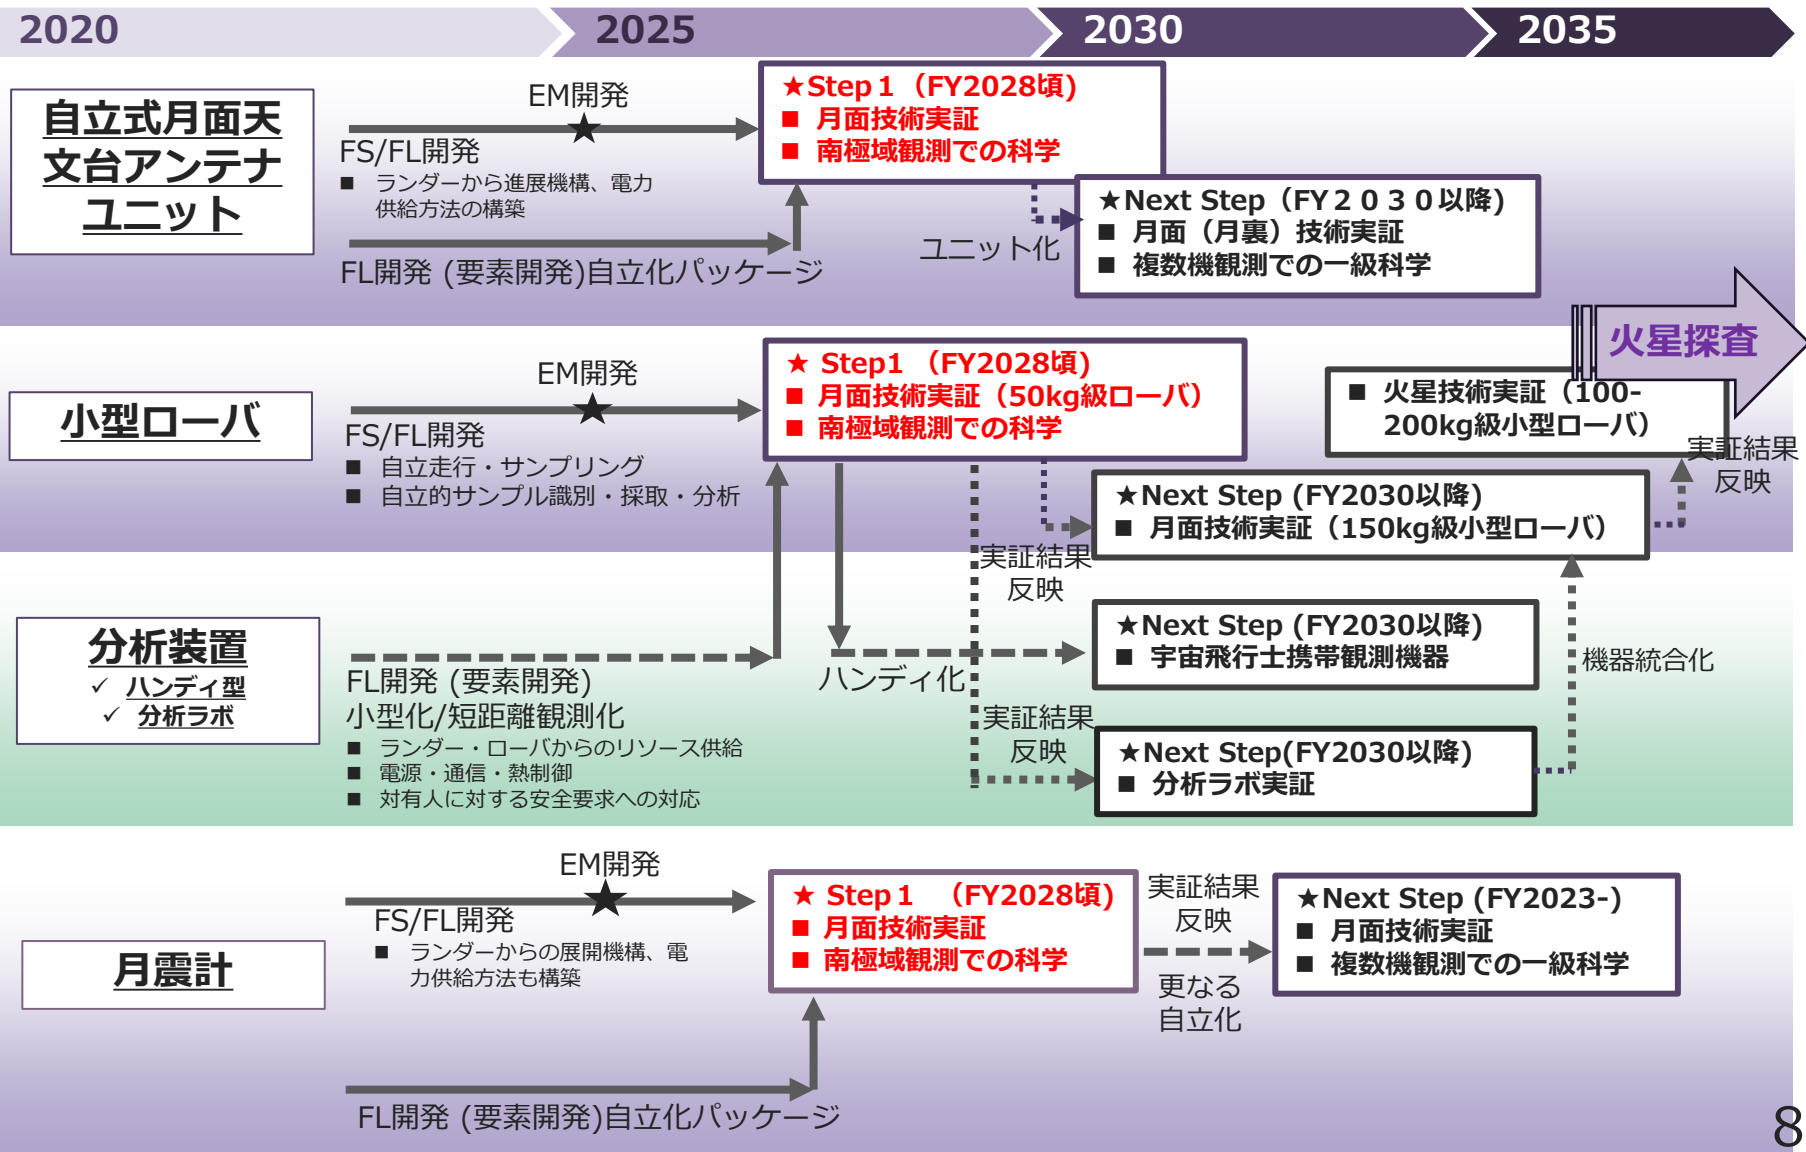 2020
2025
2030
2035
自立式月面天
文台アンテナ
ユニット
EM開発
FS/FL開発
■ ランダーから進展機構、電力
供給方法の構築
FL開発 (要素開発)自立化パッケージ
★Step１（FY2028頃)
■ 月面技術実証
■ 南極域観測での科学
ユニット化
★Next Step（FY２０３０以降)
■ 月面（月裏）技術実証
■ 複数機観測での一級科学
火星探査
小型ローバ
EM開発
FS/FL開発
■ 自立走行・サンプリング
■ 自立的サンプル識別・採取・分析
★ Step1 （FY2028頃)
■ 月面技術実証（50kg級ローバ）
■ 南極域観測での科学
■ 火星技術実証（100-
200kg級小型ローバ）
実証結果
反映
★Next Step (FY2030以降)
■ 月面技術実証（150kg級小型ローバ）
実証結果
反映
分析装置
✓ ハンディ型
✓ 分析ラボ
FL開発 (要素開発)
小型化/短距離観測化
■ ランダー・ローバからのリソース供給
■ 電源・通信・熱制御
■ 対有人に対する安全要求への対応
ハンディ化
★Next Step (FY2030以降)
■ 宇宙飛行士携帯観測機器
機器統合化
実証結果
反映
★Next Step(FY2030以降)
■ 分析ラボ実証
月震計
EM開発
FS/FL開発
■ ランダーからの展開機構、電
力供給方法も構築
FL開発 (要素開発)自立化パッケージ
★ Step１ （FY2028頃)
■ 月面技術実証
■ 南極域観測での科学
実証結果
反映
更なる
自立化
★Next Step (FY2023-)
■ 月面技術実証
■ 複数機観測での一級科学
8